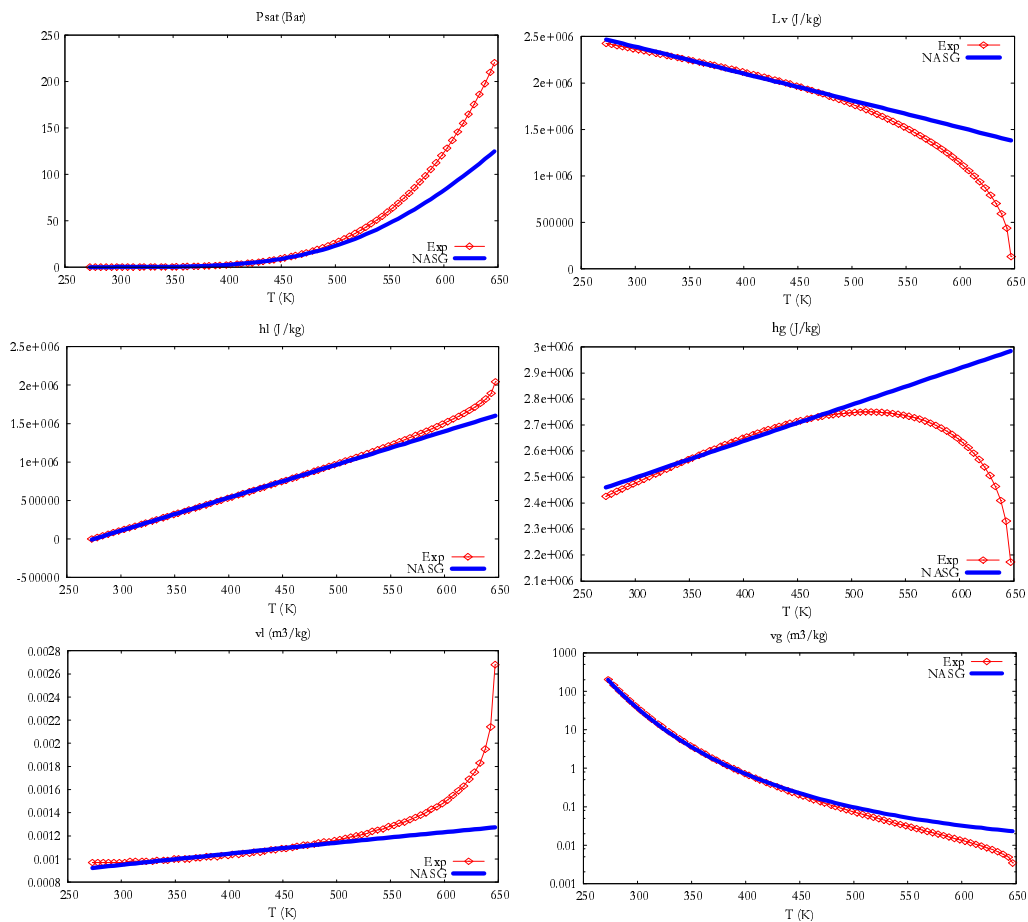 Psat (Bar)
250
200
150
100
50
0
Exp
NASG
250 300 350 400 450 500 550 600 650
T (K)
Lv (J/kg)
2.5e+006
2e+006
1.5e+006
1e+006
500000
0
Exp
NASG
250 300 350 400 450 500 550 600 650
T (K)
hl (J/kg)
2.5e+006
2e+006
1.5e+006
1e+006
500000
0
-500000
Exp
NASG
250 300 350 400 450 500 550 600 650
T (K)
hg (J/kg)
3e+006
2.9e+006
2.8e+006
2.7e+006
2.6e+006
2.5e+006
2.4e+006
2.3e+006
2.2e+006
2.1e+006
Exp
NASG
250 300 350 400 450 500 550 600 650
T (K)
vl (m3/kg)
0.0028
0.0026
0.0024
0.0022
0.002
0.0018
0.0016
0.0014
0.0012
0.001
0.0008
Exp
NASG
250 300 350 400 450 500 550 600 650
T (K)
vg (m3/kg)
1000
100
10
1
0.1
0.01
0.001
Exp
NASG
250 300 350 400 450 500 550 600 650
T (K)